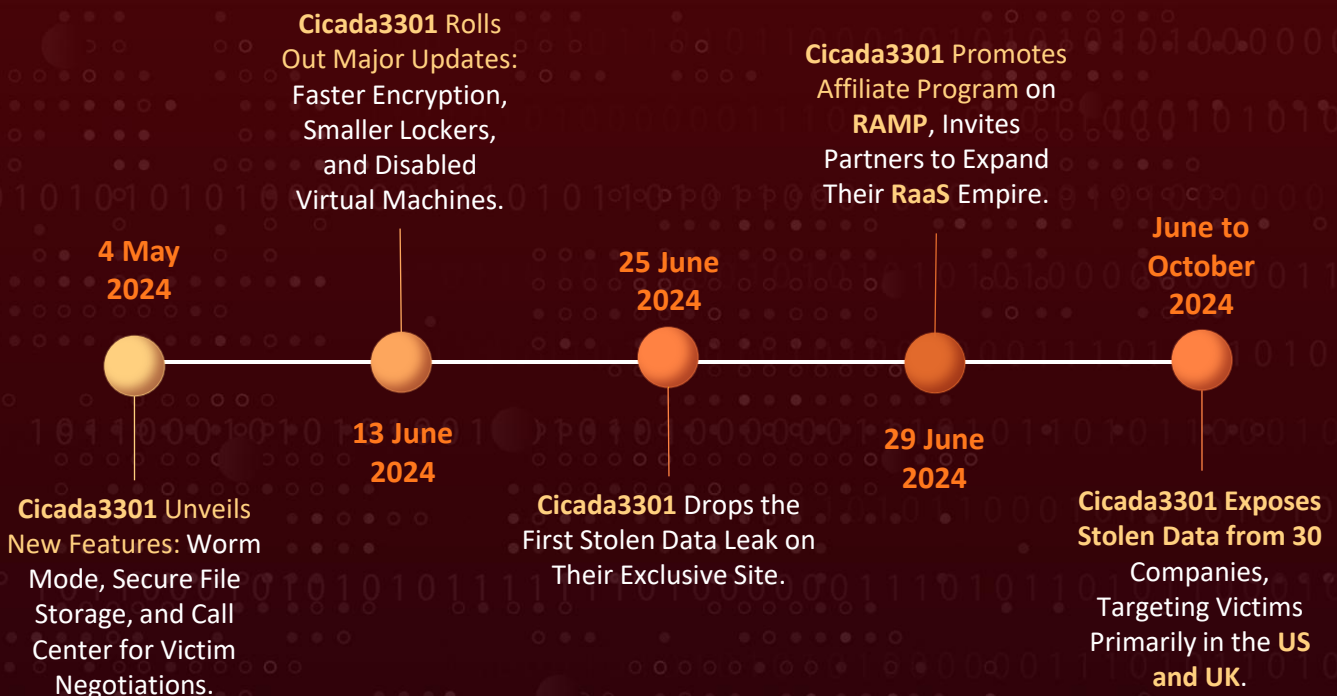 4 May
2024
Cicada3301 Unveils
New Features: Worm
Mode, Secure File
Storage, and Call
Center for Victim
Negotiations.
Cicada3301 Rolls
Out Major Updates:
Faster Encryption,
Smaller Lockers,
and Disabled
Virtual Machines.
13 June
2024
25 June
2024
Cicada3301 Drops the
First Stolen Data Leak on
Their Exclusive Site.
Cicada3301 Promotes
Affiliate Program on
RAMP, Invites
Partners to Expand
Their RaaS Empire.
29 June
2024
June to
October
2024
Cicada3301 Exposes
Stolen Data from 30
Companies,
Targeting Victims
Primarily in the US
and UK.